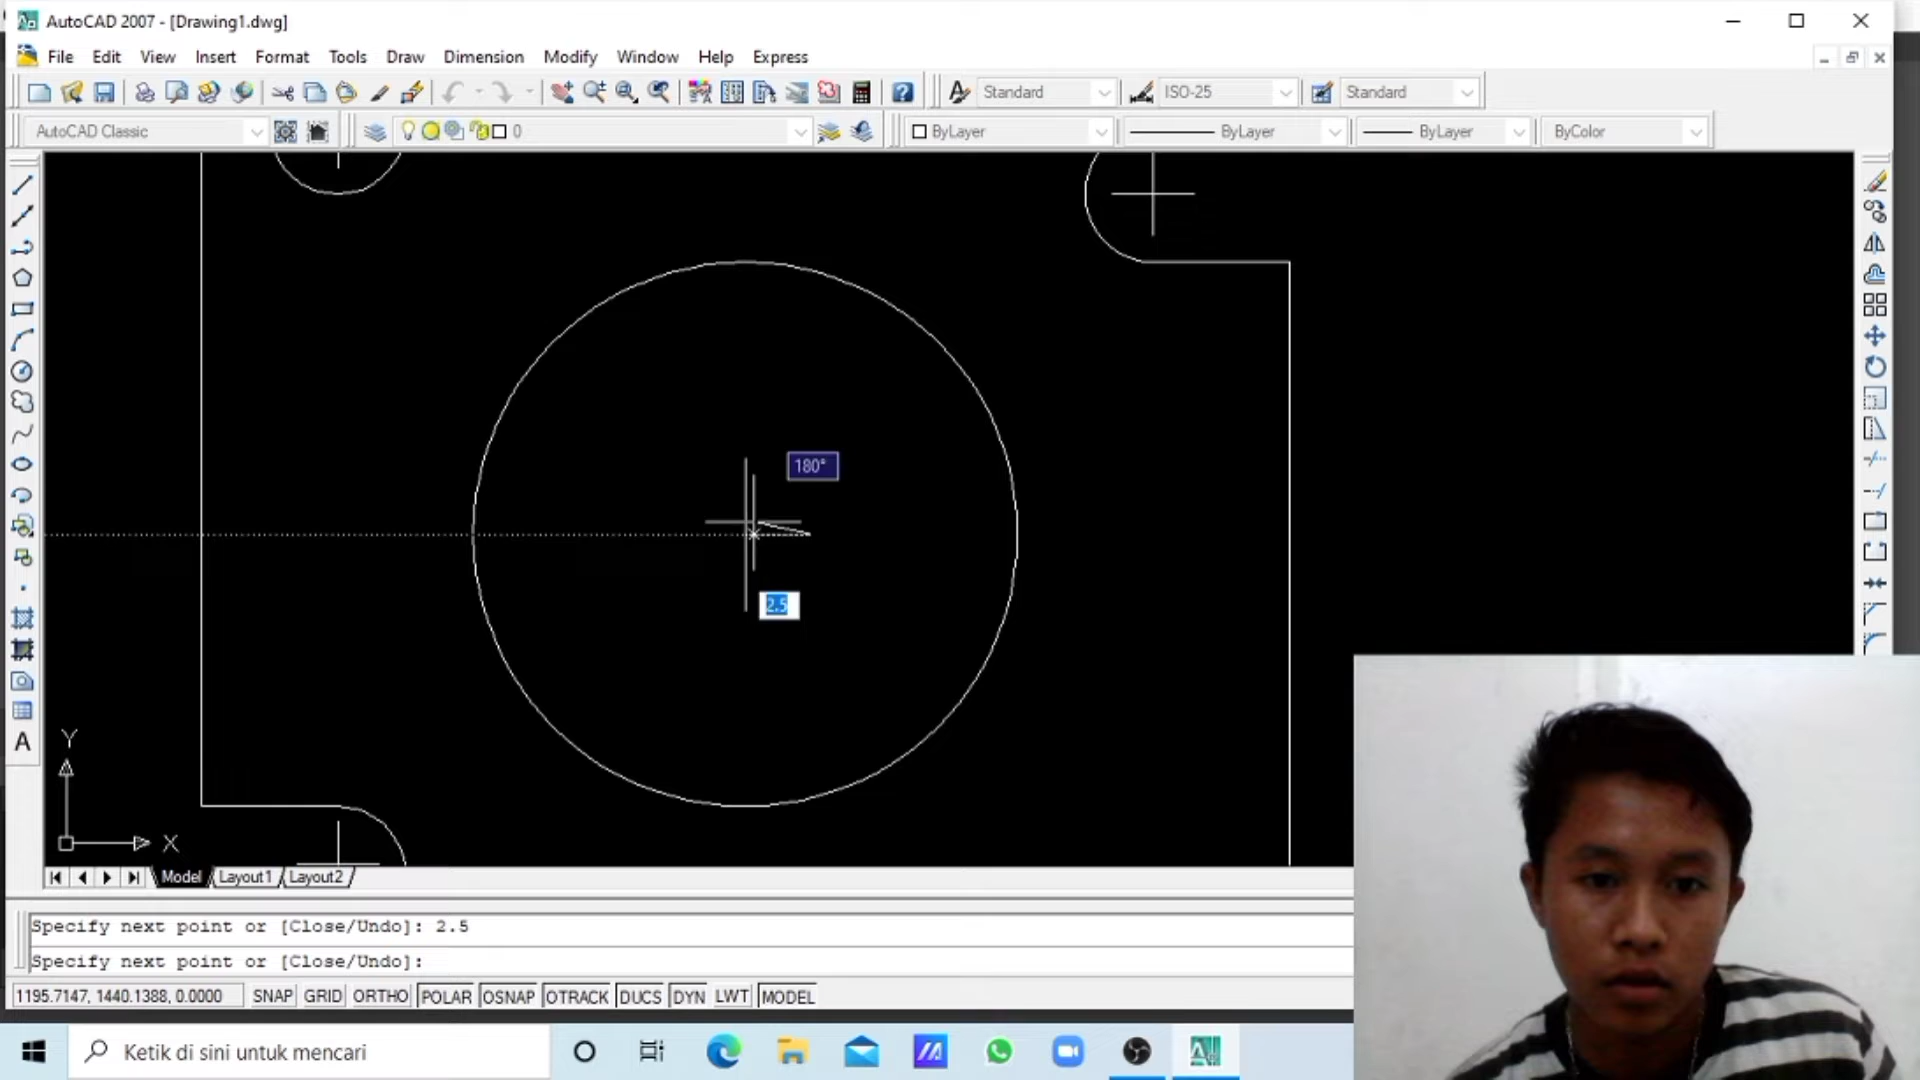 AutoCAD 2007 - [Drawing1.dwg]
File Edit View Insert Format Tools Draw Dimension Modify Window Help Express
Standard ISO-25 Standard
AutoCAD Classic 0 ByLayer ByLayer ByLayer ByColor
180°
2.5
Y
X
A
Model Layout1 Layout2
Specify next point or [Close/Undo]: 2.5
Specify next point or [Close/Undo]:
1195.7147, 1440.1388, 0.0000 SNAP GRID ORTHO POLAR OSNAP OTRACK DUCS DYN LWT MODEL
Ketik di sini untuk mencari